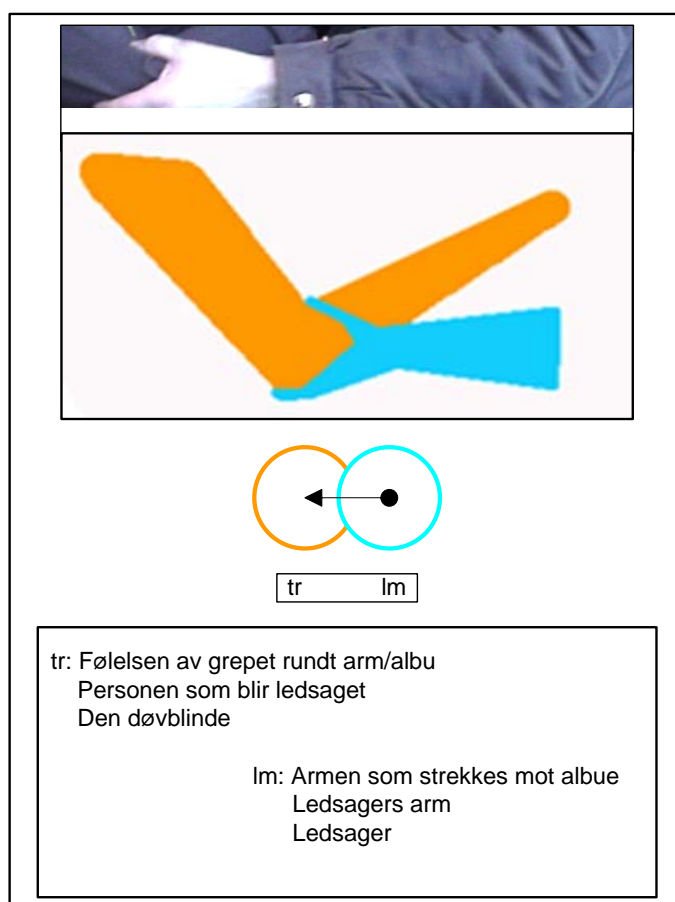 tr lm
tr: Følelsen av grepet rundt arm/albu
Personen som blir ledsaget
Den døvblinde
lm: Armen som strekkes mot albue
Ledsagers arm
Ledsager